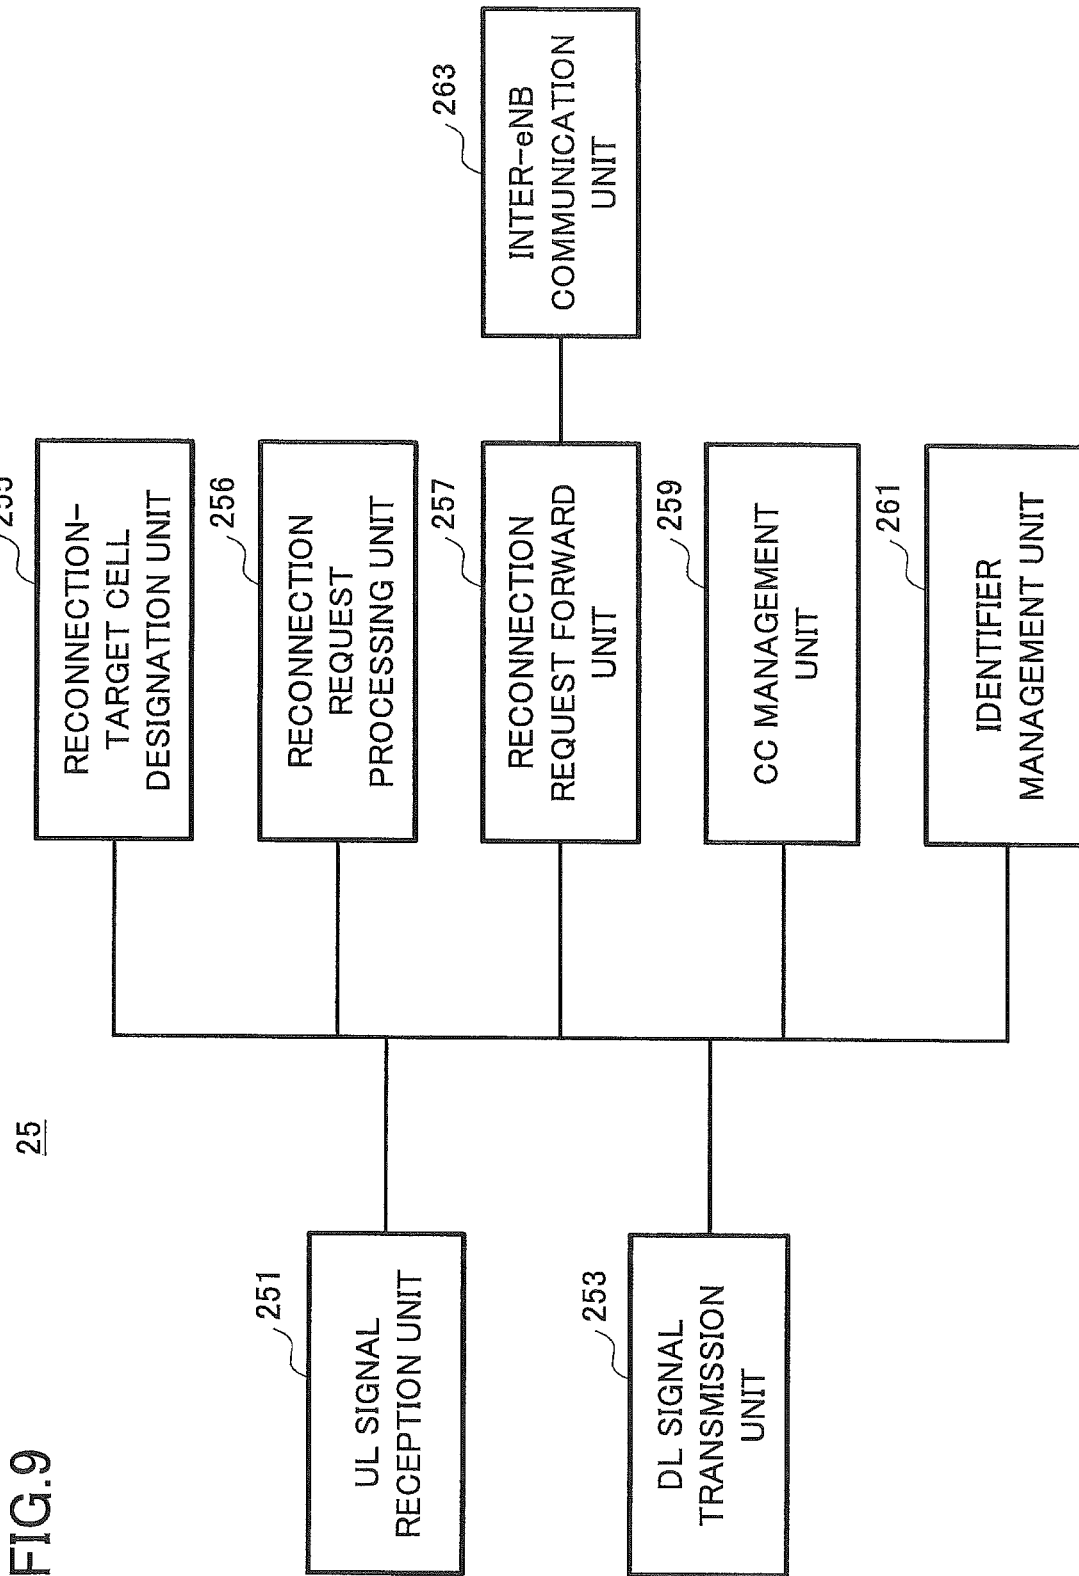 FIG.9
25
251
UL SIGNAL
RECEPTION UNIT
253
DL SIGNAL
TRANSMISSION
UNIT
255
RECONNECTION-
TARGET CELL
DESIGNATION UNIT
256
RECONNECTION
REQUEST
PROCESSING UNIT
257
RECONNECTION
REQUEST FORWARD
UNIT
259
CC MANAGEMENT
UNIT
261
IDENTIFIER
MANAGEMENT UNIT
263
INTER-eNB
COMMUNICATION
UNIT